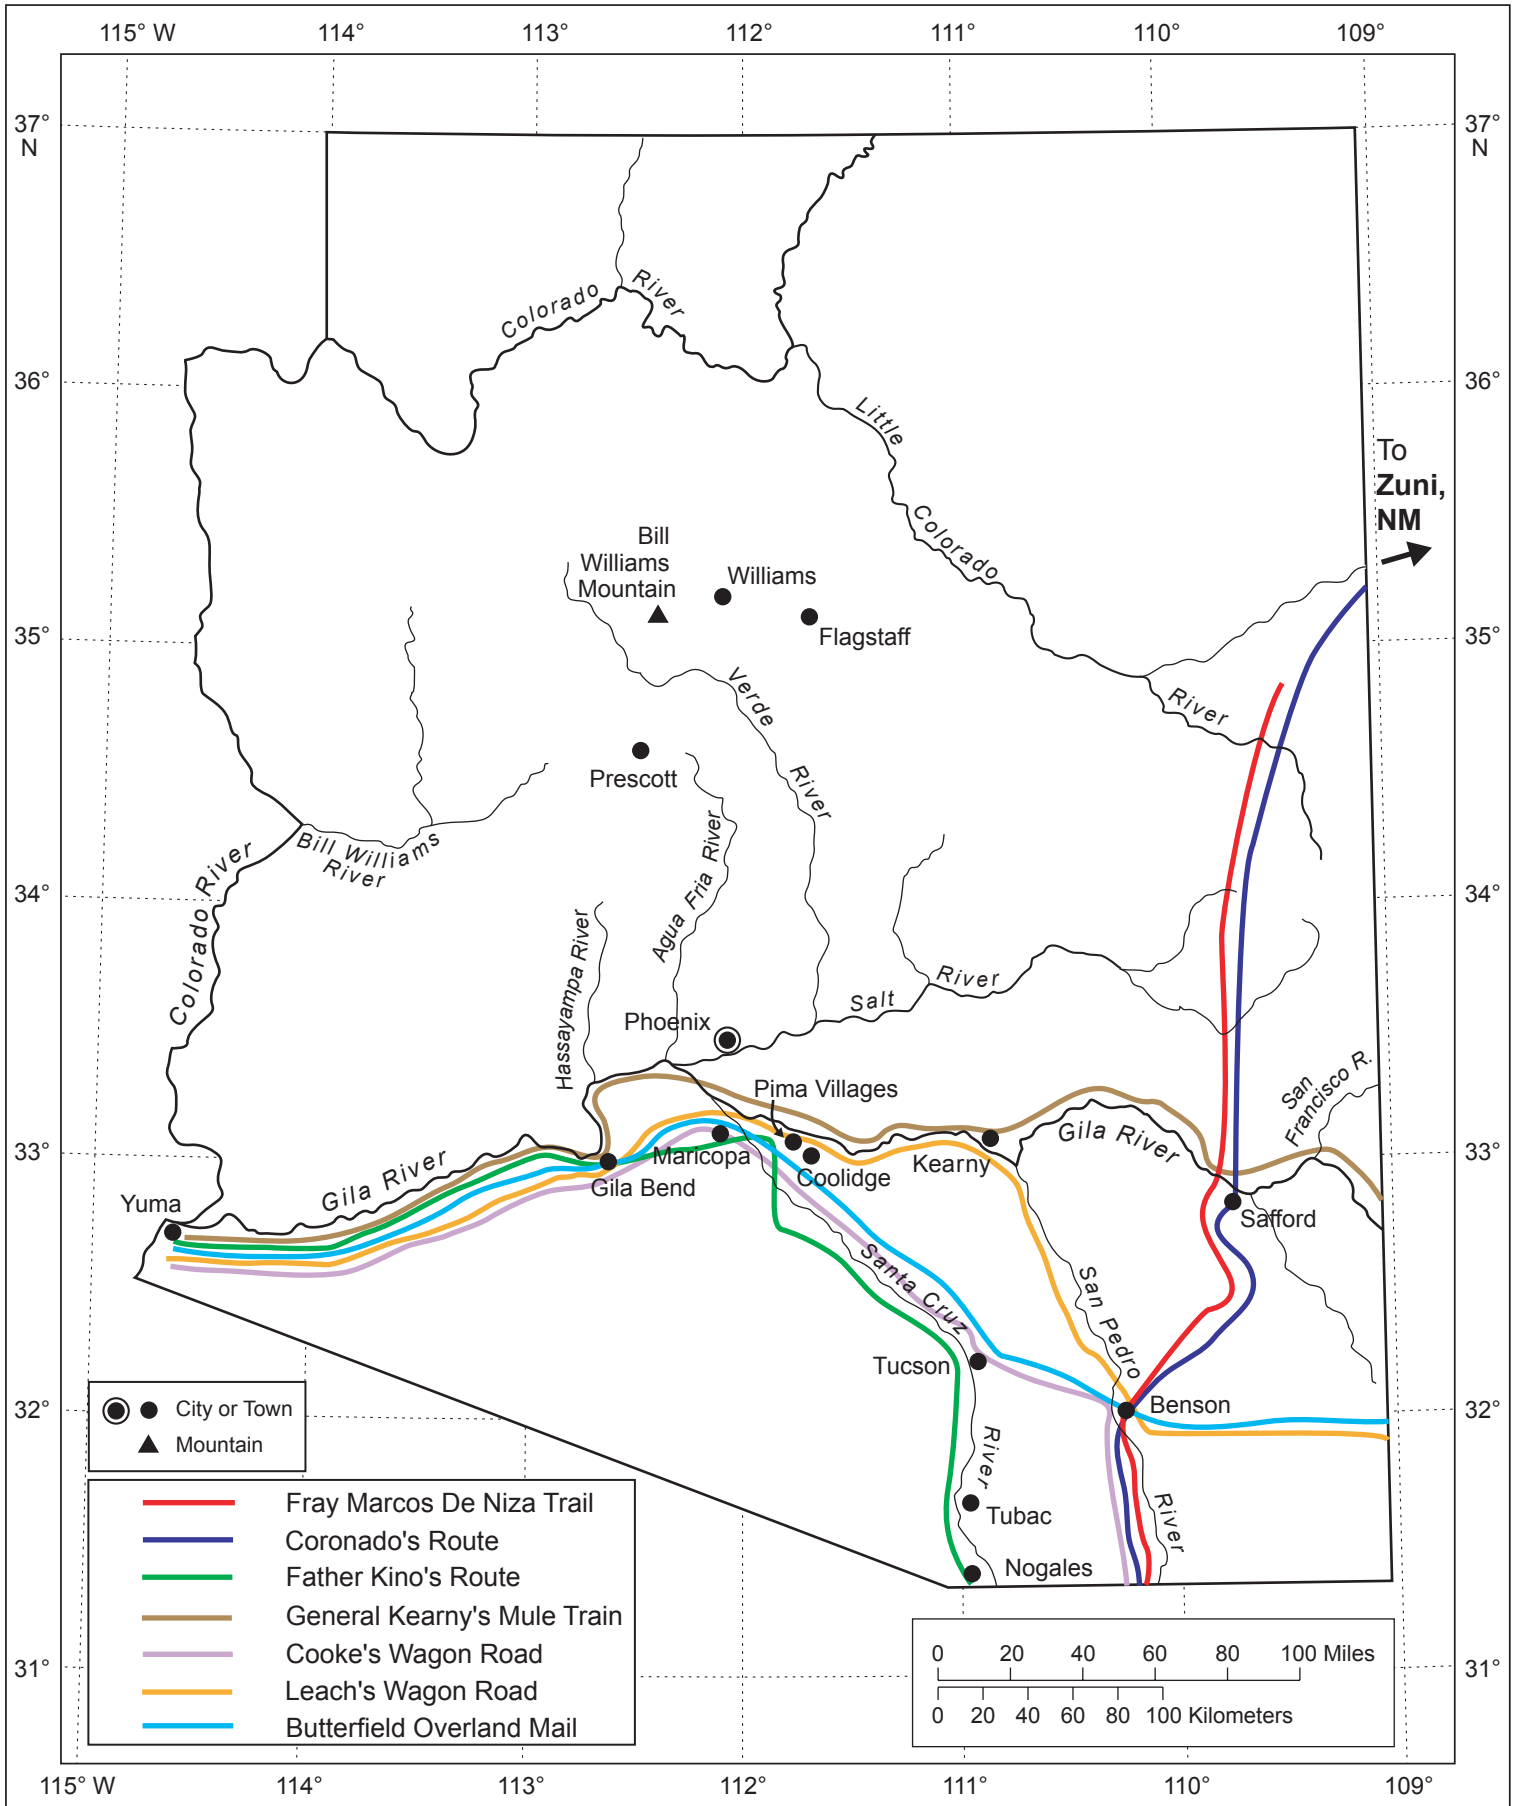 115° W 114° 113° 112° 111° 110° 109°
37°
N
37°
N
Colorado
River
36°
36°
Little
To
Zuni,
NM
Colorado
Bill
Williams
Mountain
Williams
Flagstaff
35°
35°
Verde
River
River
Prescott
River
Bill Williams
River
Agua Fria River
Colorado River
34°
34°
Hassayampa River
Salt
River
Phoenix
San
Francisco R.
Pima Villages
Gila River
33°
33°
Maricopa
Kearny
Coolidge
Gila River
Gila Bend
Yuma
Safford
Santa Cruz
San Pedro
Tucson
32°
32°
Benson
City or Town
Mountain
River
River
Tubac
Nogales
Fray Marcos De Niza Trail
Coronado's Route
Father Kino's Route
General Kearny's Mule Train
Cooke's Wagon Road
Leach's Wagon Road
Butterfield Overland Mail
0 20 40 60 80 100 Miles
0 20 40 60 80 100 Kilometers
31°
31°
115° W 114° 113° 112° 111° 110° 109°